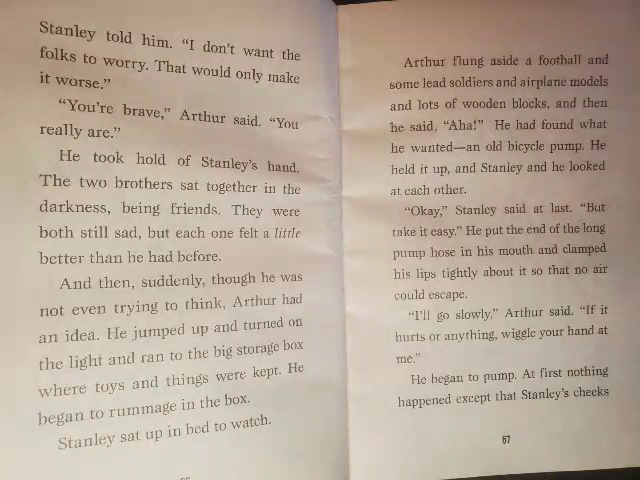 Stanley told him. “I don’t want the
folks to worry. That would only make
it worse.”
“You’re brave,” Arthur said. “You
really are.”
He took hold of Stanley’s hand.
The two brothers sat together in the
darkness, being friends. They were
both still sad, but each one felt a little
better than he had before.
And then, suddenly, though he was
not even trying to think, Arthur had
an idea. He jumped up and turned on
the light and ran to the big storage box
where toys and things were kept. He
began to rummage in the box.
Stanley sat up in bed to watch.
Arthur flung aside a football and
some lead soldiers and airplane models
and lots of wooden blocks, and then
he said, “Aha!” He had found what
he wanted—an old bicycle pump. He
held it up, and Stanley and he looked
at each other.
“Okay,” Stanley said at last. “But
take it easy.” He put the end of the long
pump hose in his mouth and clamped
his lips tightly about it so that no air
could escape.
“I’ll go slowly,” Arthur said. “If it
hurts or anything, wiggle your hand at
me.”
He began to pump. At first nothing
happened except that Stanley’s cheeks
67